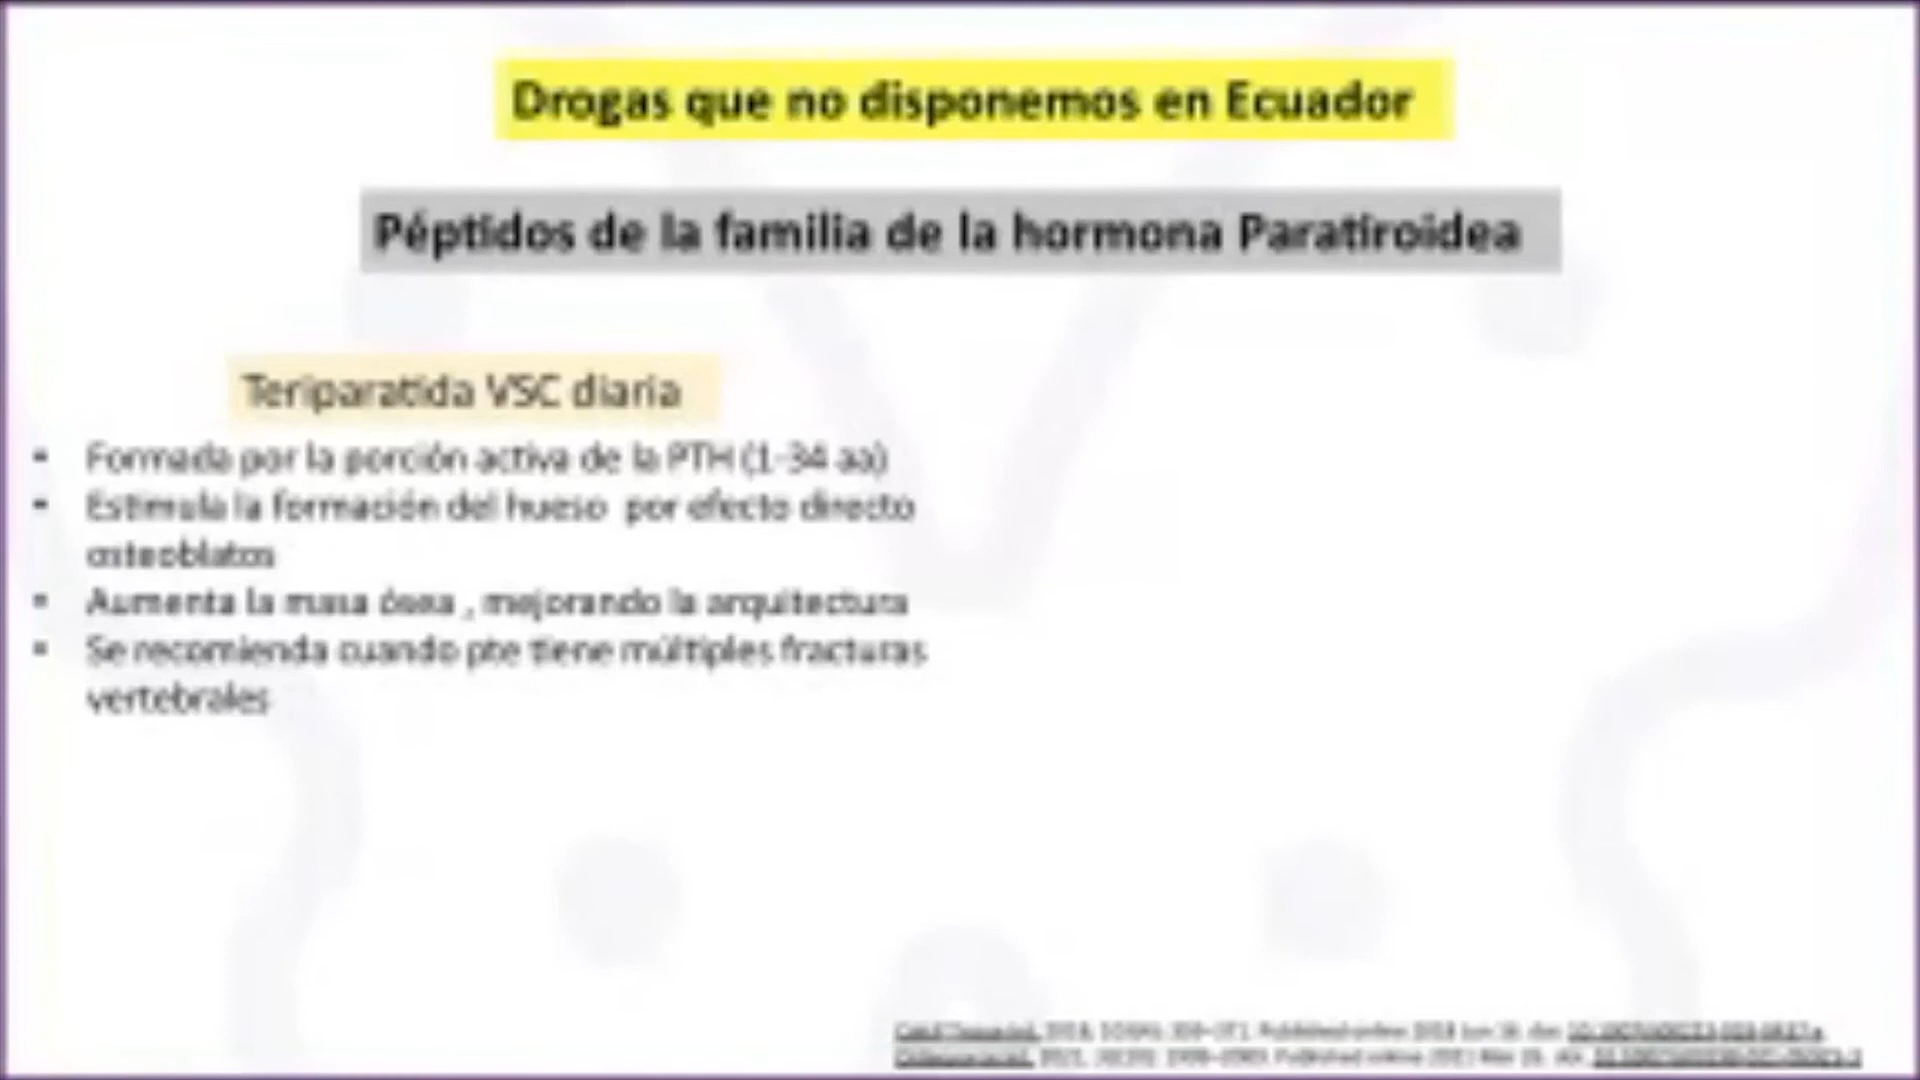 Drogas que no disponemos en Ecuador
Péptidos de la familia de la hormona Paratiroidea
Teriparatida VSC diaria
• Formada por la porción activa de la PTH (1-34 aa)
• Estimula la formación del hueso por efecto directo
osteoblatos
• Aumenta la masa ósea , mejorando la arquitectura
• Se recomienda cuando pte tiene múltiples fracturas
vertebrales